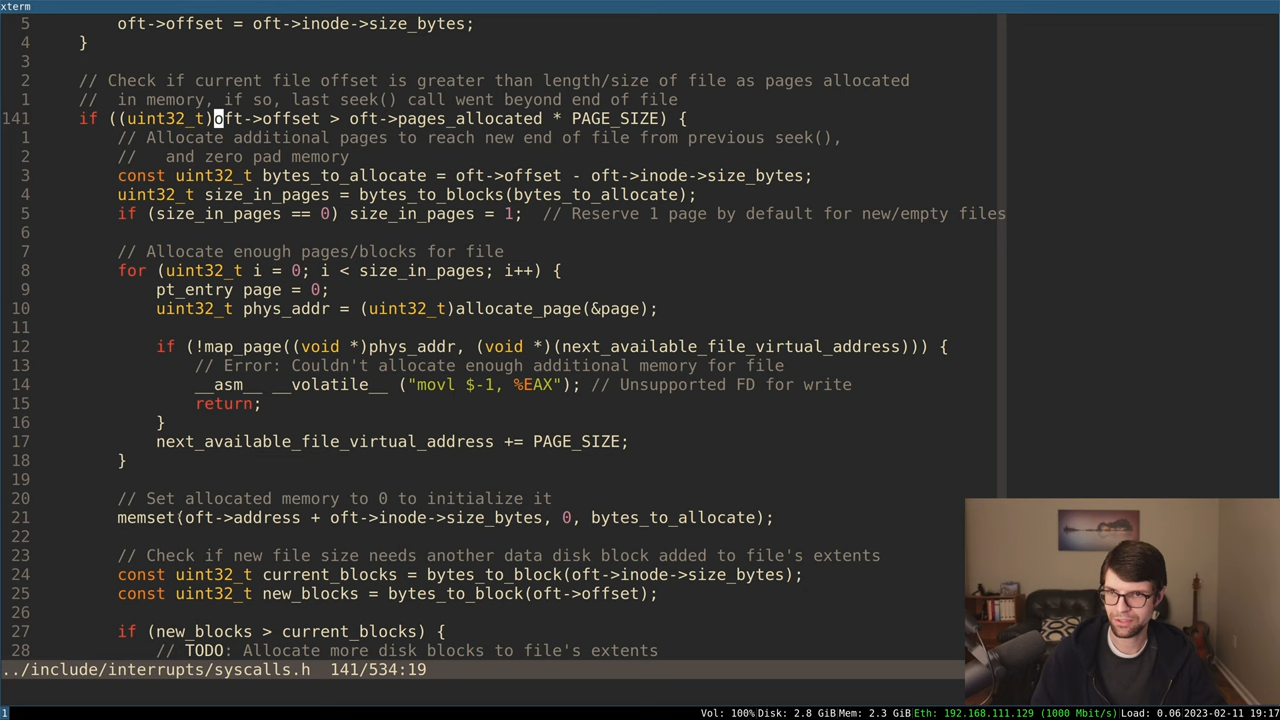 xterm
5 oft->offset = oft->inode->size_bytes;
4 }
3
2 // Check if current file offset is greater than length/size of file as pages allocated
1 //  in memory, if so, last seek() call went beyond end of file
141 if ((uint32_t)oft->offset > oft->pages_allocated * PAGE_SIZE) {
1 // Allocate additional pages to reach new end of file from previous seek(),
2 //   and zero pad memory
3 const uint32_t bytes_to_allocate = oft->offset - oft->inode->size_bytes;
4 uint32_t size_in_pages = bytes_to_blocks(bytes_to_allocate);
5 if (size_in_pages == 0) size_in_pages = 1;  // Reserve 1 page by default for new/empty files
6
7 // Allocate enough pages/blocks for file
8 for (uint32_t i = 0; i < size_in_pages; i++) {
9 pt_entry page = 0;
10 uint32_t phys_addr = (uint32_t)allocate_page(&page);
11
12 if (!map_page((void *)phys_addr, (void *)(next_available_file_virtual_address))) {
13 // Error: Couldn't allocate enough additional memory for file
14 __asm__ __volatile__ ("movl $-1, %EAX"); // Unsupported FD for write
15 return;
16 }
17 next_available_file_virtual_address += PAGE_SIZE;
18 }
19
20 // Set allocated memory to 0 to initialize it
21 memset(oft->address + oft->inode->size_bytes, 0, bytes_to_allocate);
22
23 // Check if new file size needs another data disk block added to file's extents
24 const uint32_t current_blocks = bytes_to_block(oft->inode->size_bytes);
25 const uint32_t new_blocks = bytes_to_block(oft->offset);
26
27 if (new_blocks > current_blocks) {
28 // TODO: Allocate more disk blocks to file's extents
../include/interrupts/syscalls.h  141/534:19
1 Vol: 100% Disk: 2.8 GiB Mem: 2.3 GiB Eth: 192.168.111.129 (1000 Mbit/s) Load: 0.06 2023-02-11 19:17